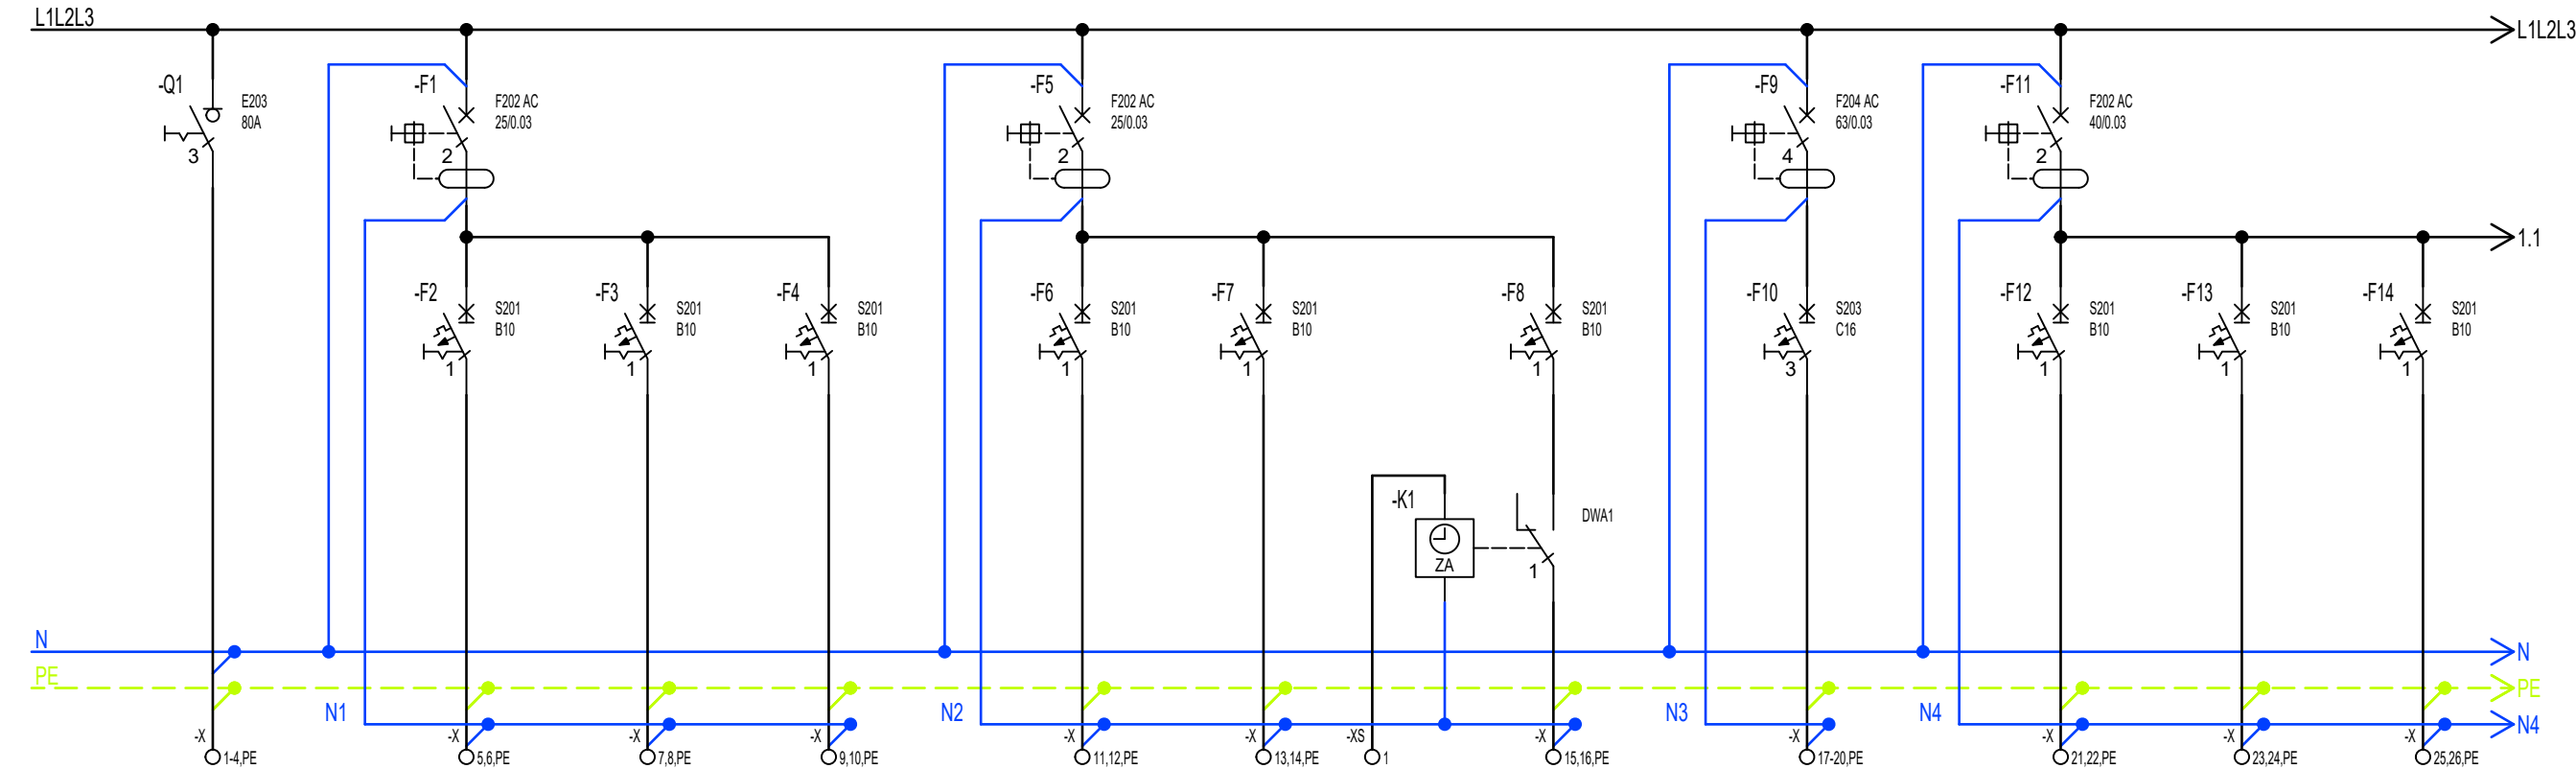 L1L2L3
L1L2L3
-Q1
E203
80A
3
-F1
F202 AC
25/0.03
2
-F5
F202 AC
25/0.03
2
-F9
F204 AC
63/0.03
4
-F11
F202 AC
40/0.03
2
1.1
-F2
S201
B10
1
-F3
S201
B10
1
-F4
S201
B10
1
-F6
S201
B10
1
-F7
S201
B10
1
-F8
S201
B10
1
-F10
S203
C16
3
-F12
S201
B10
1
-F13
S201
B10
1
-F14
S201
B10
1
-K1
ZA
DWA1
1
N
N
PE
PE
N1
N2
N3
N4
N4
-X
1-4,PE
-X
5,6,PE
-X
7,8,PE
-X
9,10,PE
-X
11,12,PE
-X
13,14,PE
-XS
1
-X
15,16,PE
-X
17-20,PE
-X
21,22,PE
-X
23,24,PE
-X
25,26,PE